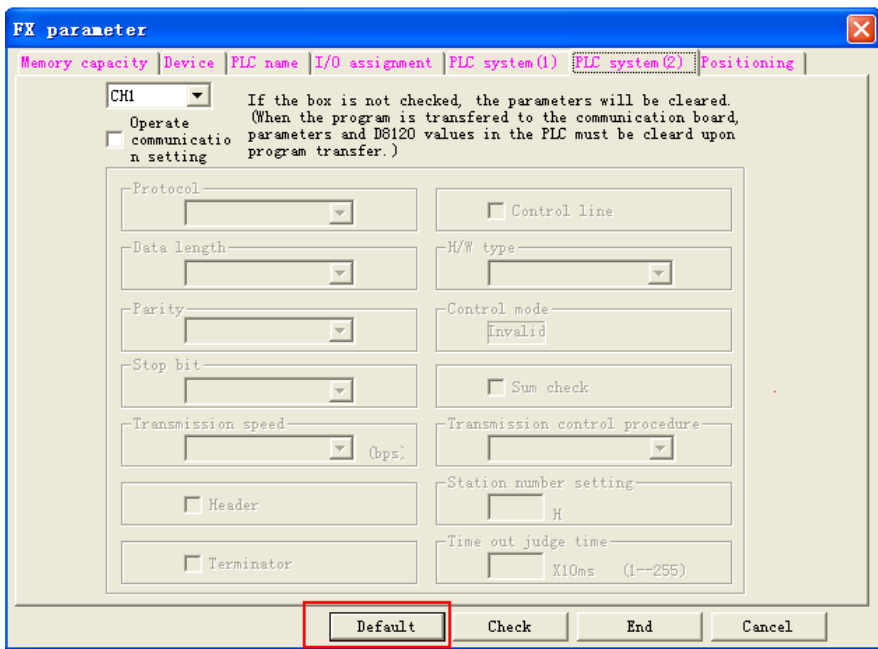 FX parameter
Memory capacity Device PLC name I/O assignment PLC system(1) PLC system(2) Positioning
CH1
If the box is not checked, the parameters will be cleared.
(When the program is transfered to the communication board,
parameters and D8120 values in the PLC must be cleard upon
program transfer.)
Operate
communicatio
n setting
Protocol
Control line
Data length
H/W type
Parity
Control mode
Invalid
Stop bit
Sum check
Transmission speed
(bps)
Transmission control procedure
Header
Station number setting
H
Terminator
Time out judge time
X10ms (1--255)
Default Check End Cancel